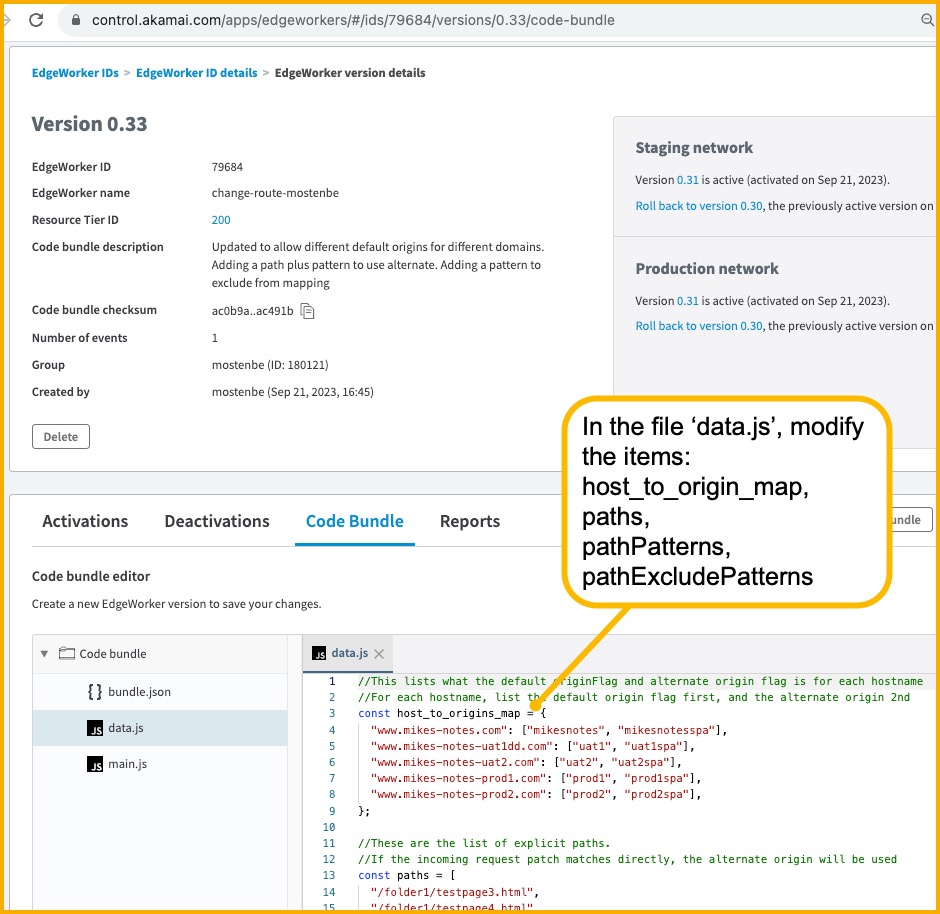 control.akamai.com/apps/edgeworkers/#/ids/79684/versions/0.33/code-bundle
EdgeWorker IDs > EdgeWorker ID details > EdgeWorker version details
Version 0.33
EdgeWorker ID 79684
EdgeWorker name change-route-mostenbe
Resource Tier ID 200
Code bundle description Updated to allow different default origins for different domains.
Adding a path plus pattern to use alternate. Adding a pattern to
exclude from mapping
Code bundle checksum ac0b9a..ac491b
Number of events 1
Group mostenbe (ID: 180121)
Created by mostenbe (Sep 21, 2023, 16:45)
Delete
Staging network
Version 0.31 is active (activated on Sep 21, 2023).
Roll back to version 0.30, the previously active version on
Production network
Version 0.31 is active (activated on Sep 21, 2023).
Roll back to version 0.30, the previously active version on
In the file ‘data.js’, modify
the items:
host_to_origin_map,
paths,
pathPatterns,
pathExcludePatterns
Activations Deactivations Code Bundle Reports
Code bundle editor
Create a new EdgeWorker version to save your changes.
Code bundle
{ } bundle.json
JS data.js
JS main.js
JS data.js
1 //This lists what the default originFlag and alternate origin flag is for each hostname
2 //For each hostname, list the default origin flag first, and the alternate origin 2nd
3 const host_to_origins_map = {
4 "www.mikes-notes.com": ["mikesnotes", "mikesnotesspa"],
5 "www.mikes-notes-uat1dd.com": ["uat1", "uat1spa"],
6 "www.mikes-notes-uat2.com": ["uat2", "uat2spa"],
7 "www.mikes-notes-prod1.com": ["prod1", "prod1spa"],
8 "www.mikes-notes-prod2.com": ["prod2", "prod2spa"],
9 };
10
11 //These are the list of explicit paths.
12 //If the incoming request patch matches directly, the alternate origin will be used
13 const paths = [
14 "/folder1/testpage3.html",
15 "/folder1/testpage4.html"